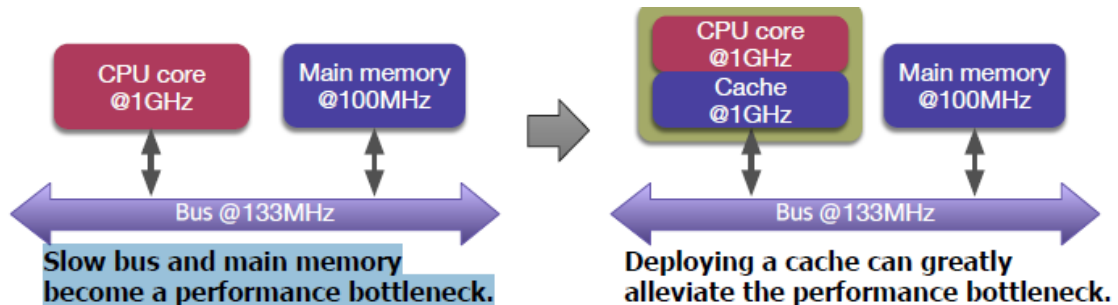 CPU core
@1GHz
Main memory
@100MHz
Bus @133MHz
Slow bus and main memory
become a performance bottleneck.
CPU core
@1GHz
Cache
@1GHz
Main memory
@100MHz
Bus @133MHz
Deploying a cache can greatly
alleviate the performance bottleneck.